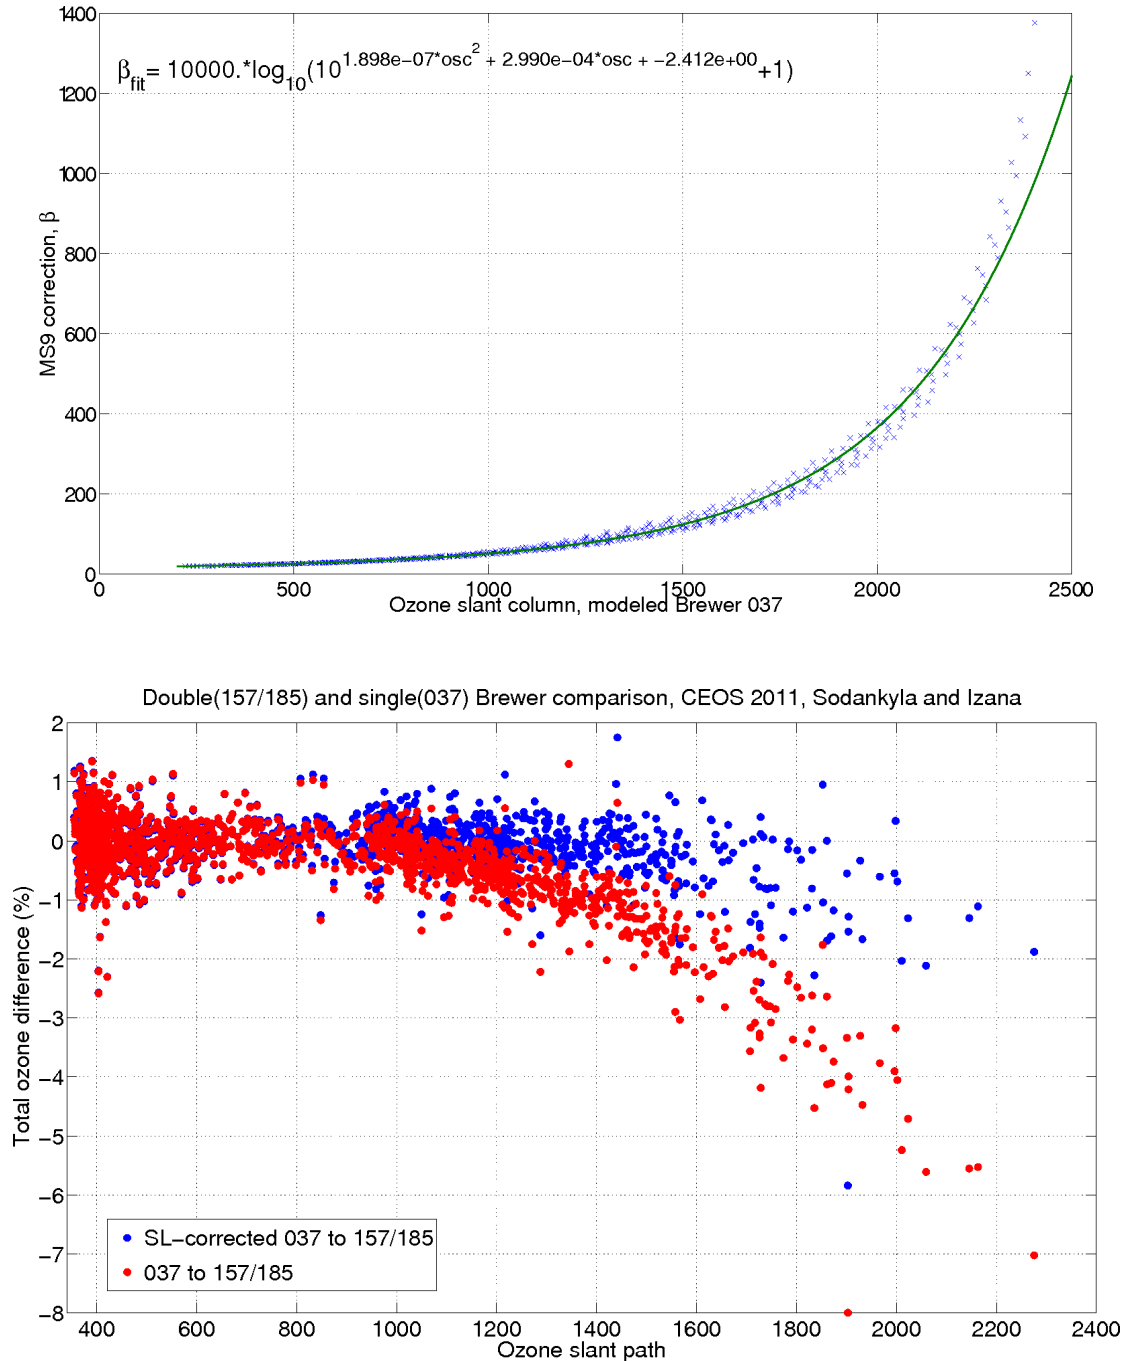 1400
β_fit= 10000.*log_10(10^1.898e−07*osc^2 + 2.990e−04*osc + −2.412e+00+1)
1200
1000
800
600
400
200
0
MS9 correction, β
0 500 1000 1500 2000 2500
Ozone slant column, modeled Brewer 037
Double(157/185) and single(037) Brewer comparison, CEOS 2011, Sodankyla and Izana
2
1
0
−1
−2
−3
−4
−5
−6
−7
−8
Total ozone difference (%)
SL−corrected 037 to 157/185
037 to 157/185
400 600 800 1000 1200 1400 1600 1800 2000 2200 2400
Ozone slant path